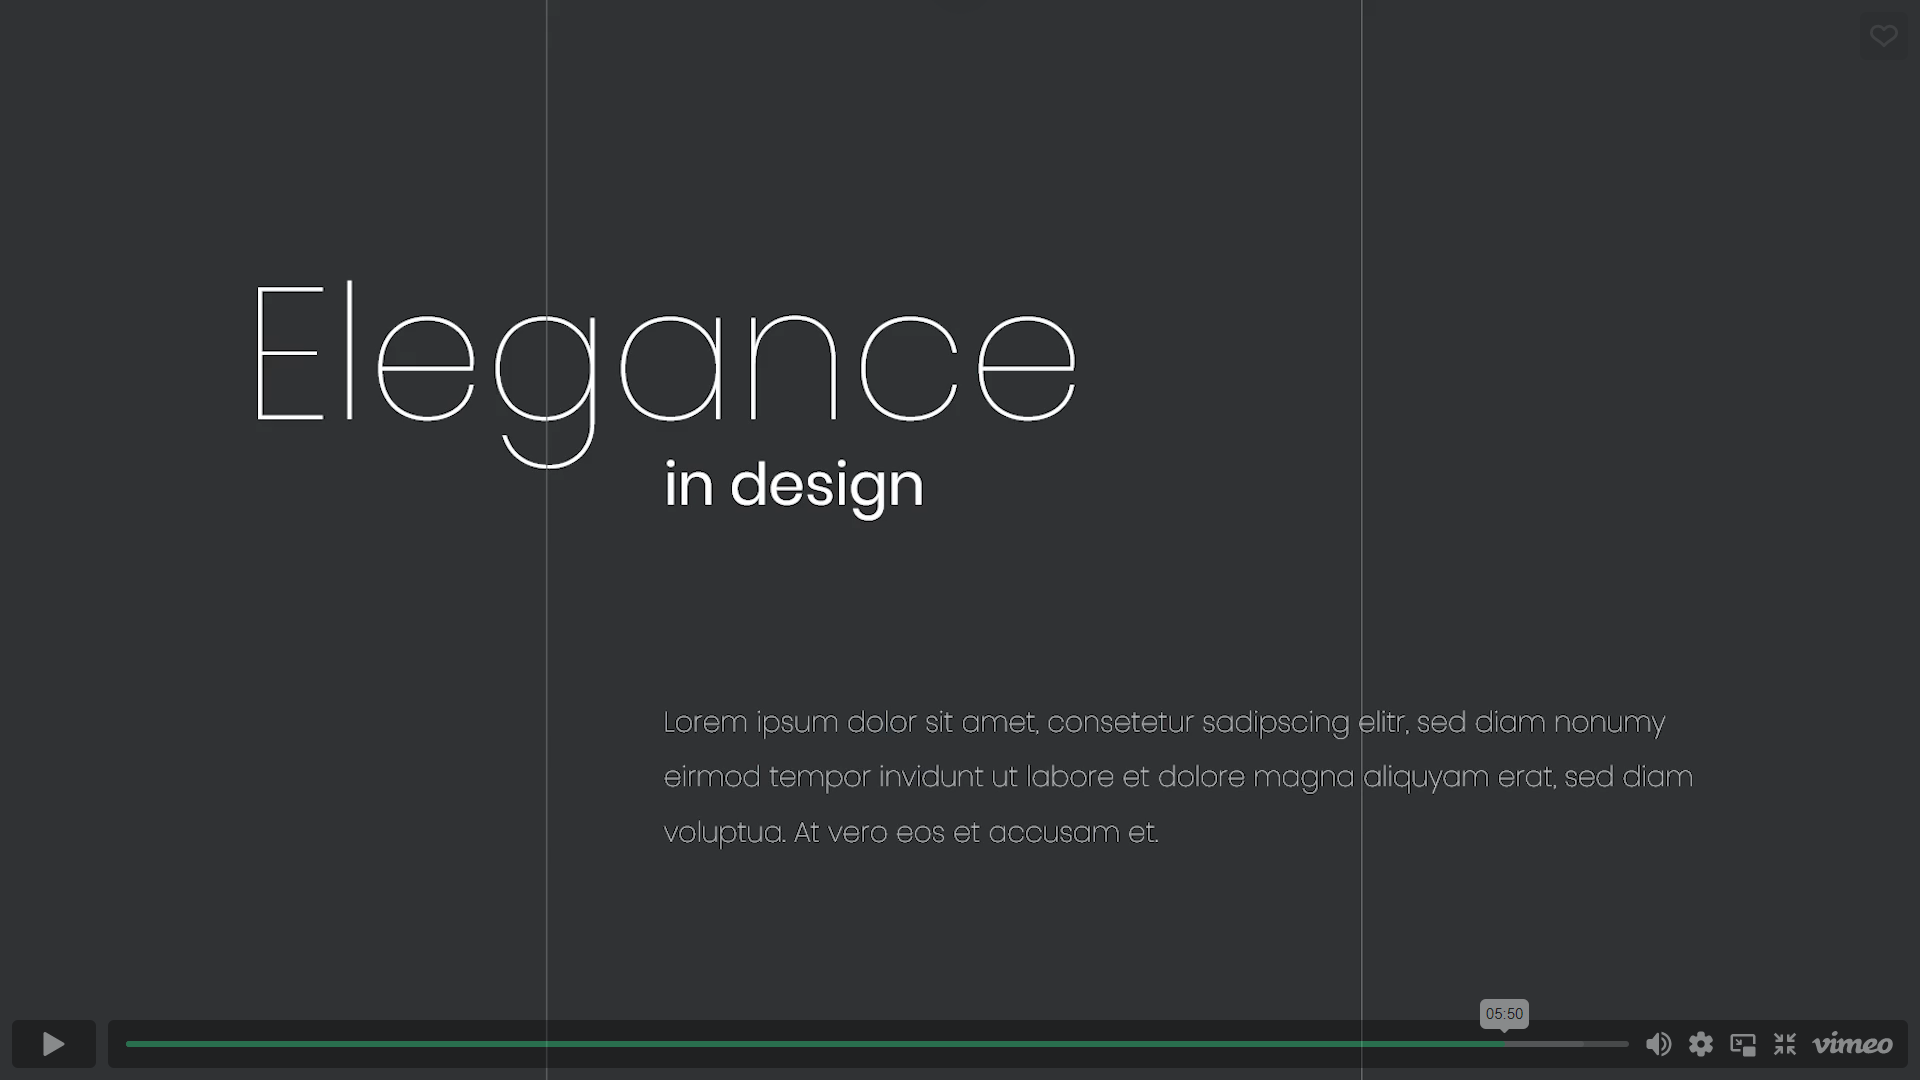 Elegance
in design
Lorem ipsum dolor sit amet, consetetur sadipscing elitr, sed diam nonumy
eirmod tempor invidunt ut labore et dolore magna aliquyam erat, sed diam
voluptua. At vero eos et accusam et.
05:50
vimeo